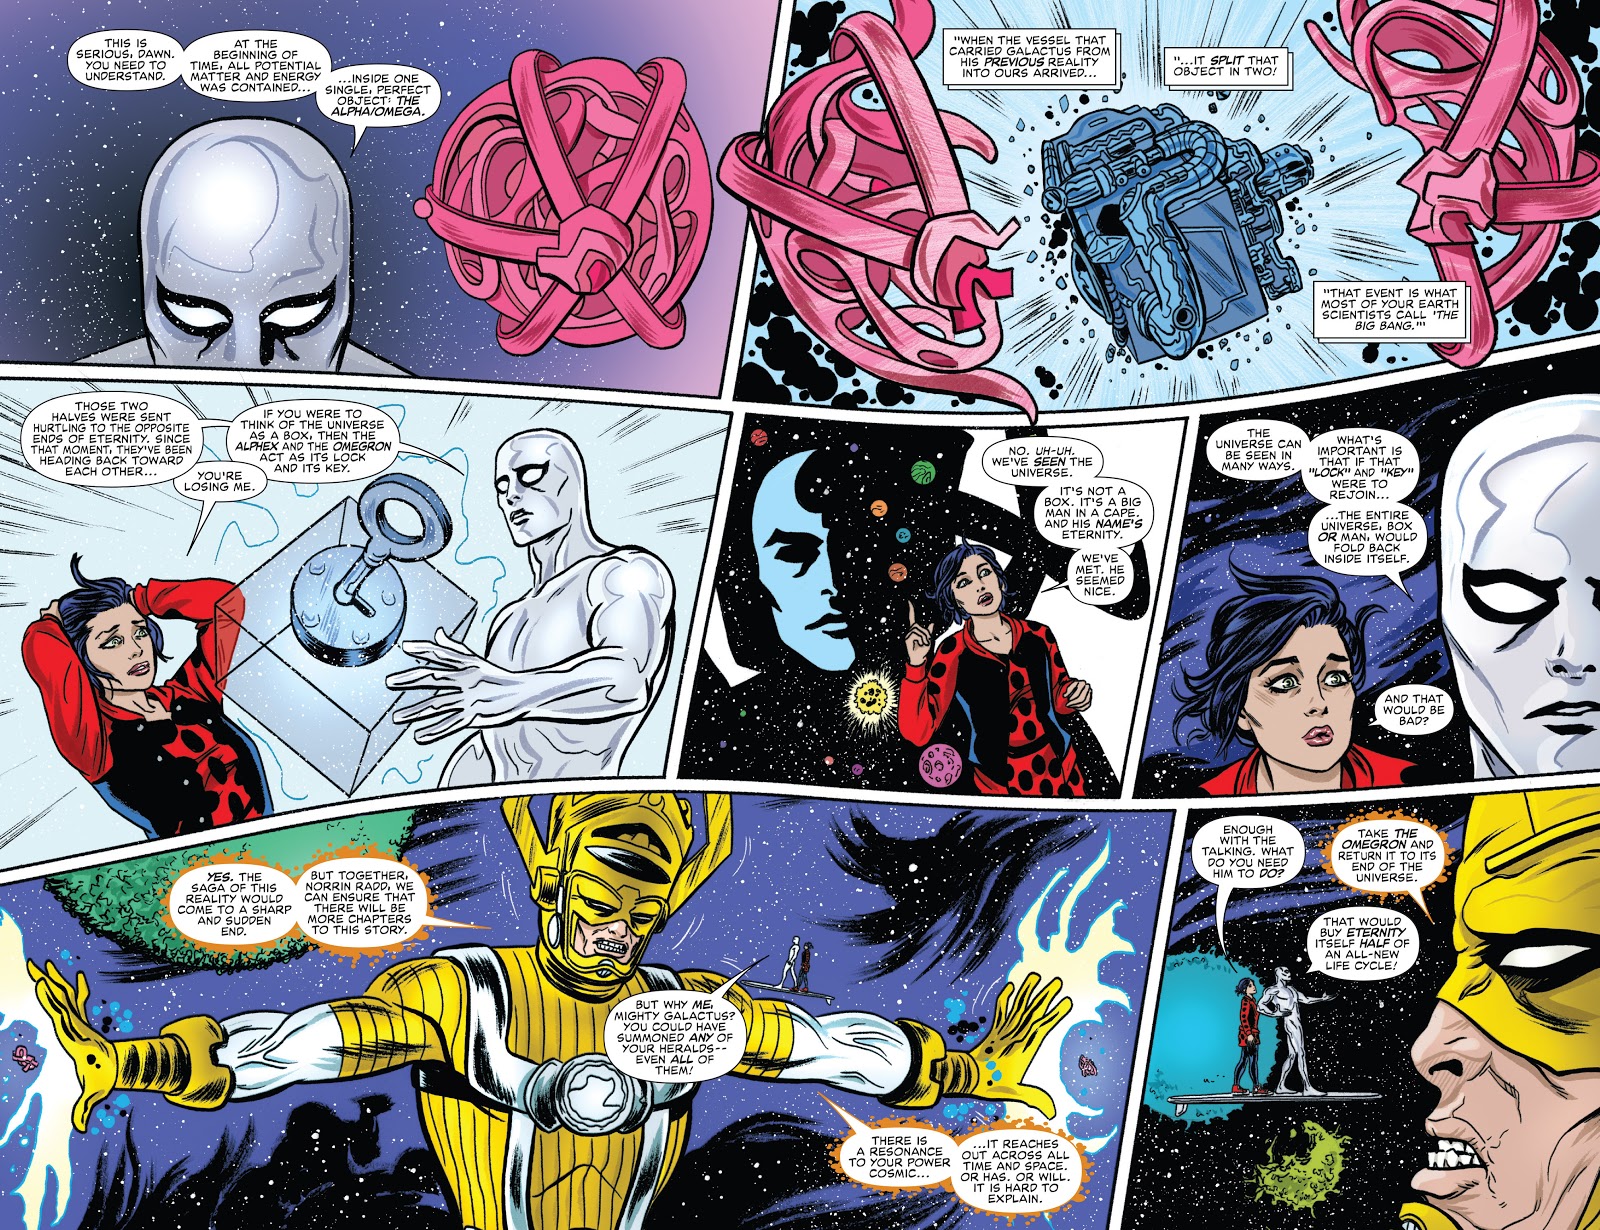 THIS IS
SERIOUS, DAWN.
YOU NEED TO
UNDERSTAND.
AT THE
BEGINNING OF
TIME, ALL POTENTIAL
MATTER AND ENERGY
WAS CONTAINED...
...INSIDE ONE
SINGLE, PERFECT
OBJECT: THE
ALPHA/OMEGA.
"WHEN THE VESSEL THAT
CARRIED GALACTUS FROM
HIS PREVIOUS REALITY
INTO OURS ARRIVED...
"...IT SPLIT THAT
OBJECT IN TWO!
"THAT EVENT IS WHAT
MOST OF YOUR EARTH
SCIENTISTS CALL 'THE
BIG BANG.'"
THOSE TWO
HALVES WERE SENT
HURTLING TO THE OPPOSITE
ENDS OF ETERNITY. SINCE
THAT MOMENT, THEY'VE BEEN
HEADING BACK TOWARD
EACH OTHER...
YOU'RE
LOSING ME.
IF YOU WERE TO
THINK OF THE UNIVERSE
AS A BOX, THEN THE
ALPHEX AND THE OMEGRON
ACT AS ITS LOCK
AND ITS KEY.
NO. UH-UH.
WE'VE SEEN THE
UNIVERSE.
IT'S NOT A
BOX. IT'S A BIG
MAN IN A CAPE.
AND HIS NAME'S
ETERNITY.
WE'VE
MET. HE
SEEMED
NICE.
THE
UNIVERSE CAN
BE SEEN IN
MANY WAYS.
WHAT'S
IMPORTANT IS
THAT IF THAT
"LOCK" AND "KEY"
WERE TO
REJOIN...
...THE ENTIRE
UNIVERSE, BOX
OR MAN, WOULD
FOLD BACK
INSIDE ITSELF.
AND THAT
WOULD BE
BAD?
YES. THE
SAGA OF THIS
REALITY WOULD
COME TO A SHARP
AND SUDDEN
END.
BUT TOGETHER,
NORRIN RADD, WE
CAN ENSURE THAT
THERE WILL BE
MORE CHAPTERS
TO THIS STORY.
BUT WHY ME,
MIGHTY GALACTUS?
YOU COULD HAVE
SUMMONED ANY OF
YOUR HERALDS--
EVEN ALL OF
THEM!
THERE IS
A RESONANCE
TO YOUR POWER
COSMIC...
...IT REACHES
OUT ACROSS ALL
TIME AND SPACE.
OR HAS. OR WILL.
IT IS HARD TO
EXPLAIN.
ENOUGH
WITH THE
TALKING. WHAT
DO YOU NEED
HIM TO DO?
TAKE THE
OMEGRON AND
RETURN IT TO ITS
END OF THE
UNIVERSE.
THAT WOULD
BUY ETERNITY
ITSELF HALF OF
AN ALL-NEW
LIFE CYCLE!